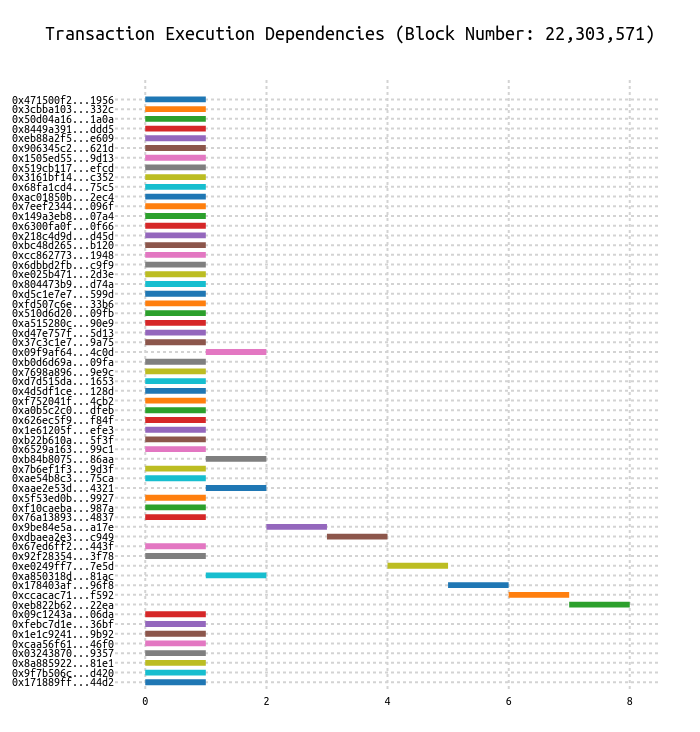 Transaction Execution Dependencies (Block Number: 22,303,571)
0x471500f2...1956
0x3cbba103...332c
0x50d04a16...1a0a
0x8449a391...ddd5
0xeb88a2f5...e609
0x906345c2...621d
0x1505ed55...9d13
0x519cb117...efcd
0x3161bf14...c352
0x68fa1cd4...75c5
0xac01850b...2ec4
0x7eef2344...096f
0x149a3eb8...07a4
0x6300fa0f...0f66
0x218c4d9d...d45d
0xbc48d265...b120
0xcc862773...1948
0x6dbbd2fb...c9f9
0xe025b471...2d3e
0x804473b9...d74a
0xd5c1e7e7...599d
0xfd507c6e...33b6
0x510d6d20...09fb
0xa515280c...90e9
0xd47e757f...5d13
0x37c3c1e7...9a75
0x09f9af64...4c0d
0xb0d6d69a...09fa
0x7698a896...9e9c
0xd7d515da...1653
0x4d5df1ce...128d
0xf752041f...4cb2
0xa0b5c2c0...dfeb
0x626ec5f9...f84f
0x1e61205f...efe3
0xb22b610a...5f3f
0x6529a163...99c1
0xb84b8075...86aa
0x7b6ef1f3...9d3f
0xae54b8c3...75ca
0xaae2e53d...4321
0x5f53ed0b...9927
0xf10caeba...987a
0x76a13893...4837
0x9be84e5a...a17e
0xdbaea2e3...c949
0x67ed6ff2...443f
0x92f28354...3f78
0xe0249ff7...7e5d
0xa850318d...81ac
0x178403af...96f8
0xccacac71...f592
0xeb822b62...22ea
0x09c1243a...06da
0xfebc7d1e...36bf
0x1e1c9241...9b92
0xcaa56f61...46f0
0x03243870...9357
0x8a885922...81e1
0x9f7b506c...d420
0x171889ff...44d2
0 2 4 6 8